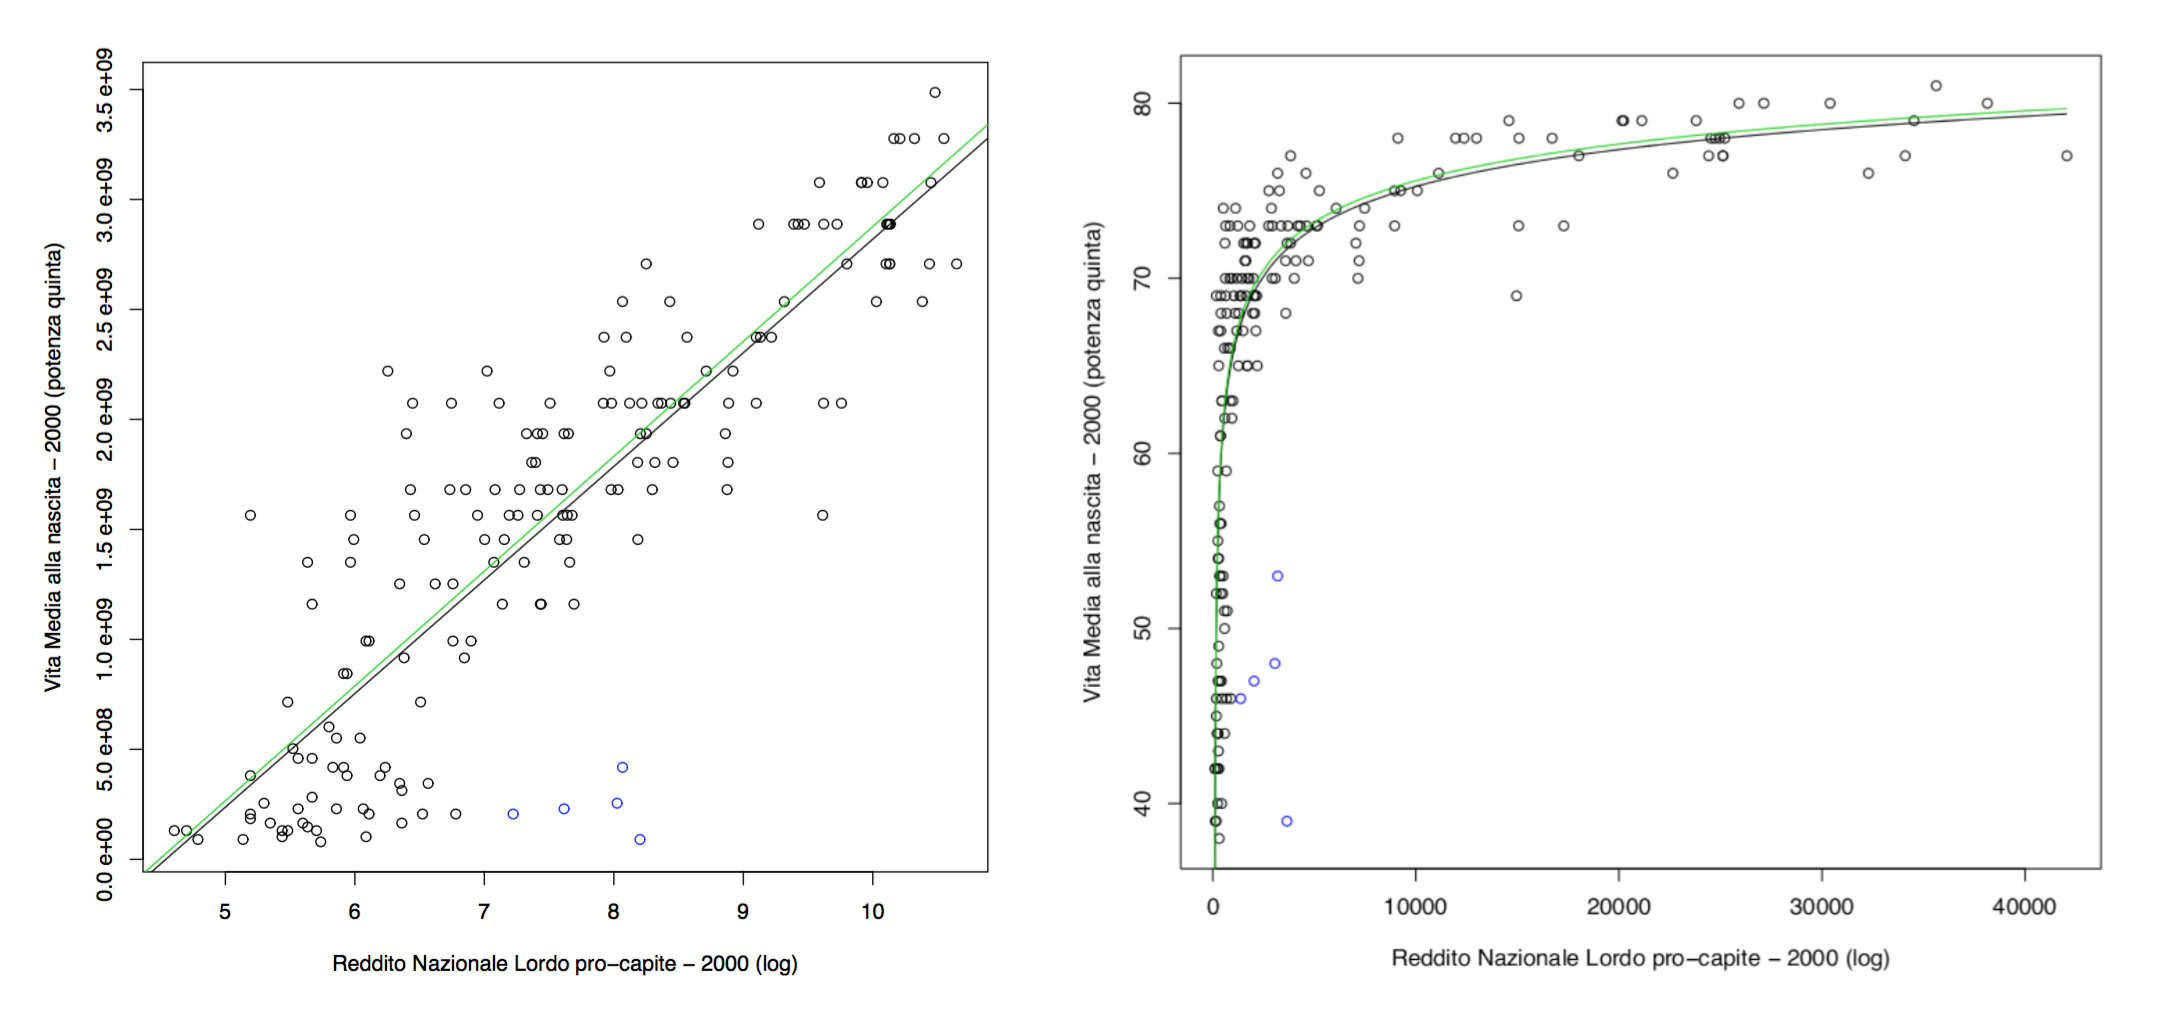 Vita Media alla nascita − 2000 (potenza quinta)
3.5 e+09
3.0 e+09
2.5 e+09
2.0 e+09
1.5 e+09
1.0 e+09
5.0 e+08
0.0 e+00
5 6 7 8 9 10
Reddito Nazionale Lordo pro−capite − 2000 (log)
Vita Media alla nascita − 2000 (potenza quinta)
80
70
60
50
40
0 10000 20000 30000 40000
Reddito Nazionale Lordo pro−capite − 2000 (log)